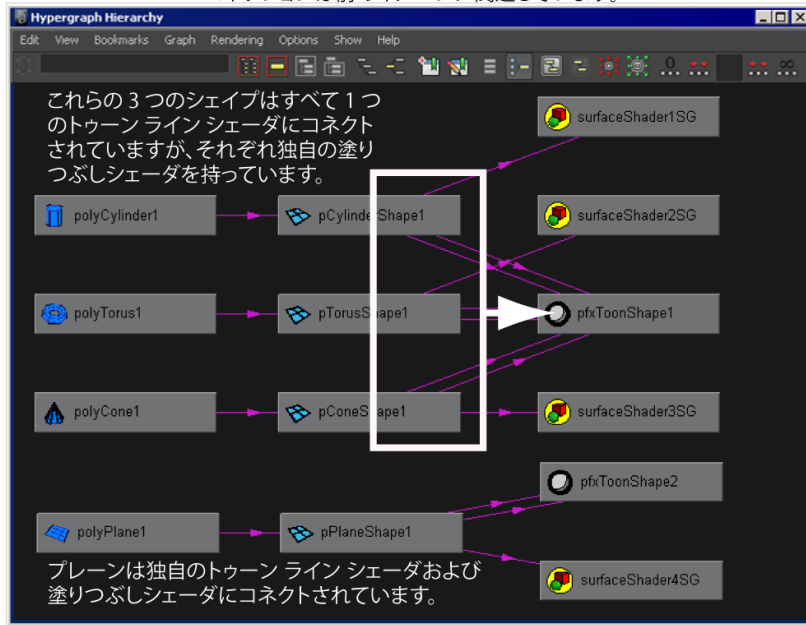 Hypergraph Hierarchy
Edit View Bookmarks Graph Rendering Options Show Help
これらの 3 つのシェイプはすべて 1 つ
のトゥーン ライン シェーダにコネクト
されていますが、それぞれ独自の塗り
つぶしシェーダを持っています。
surfaceShader1SG
polyCylinder1
pCylinderShape1
surfaceShader2SG
polyTorus1
pTorusShape1
pfxToonShape1
polyCone1
pConeShape1
surfaceShader3SG
pfxToonShape2
polyPlane1
pPlaneShape1
プレーンは独自のトゥーン ライン シェーダおよび
塗りつぶしシェーダにコネクトされています。
surfaceShader4SG